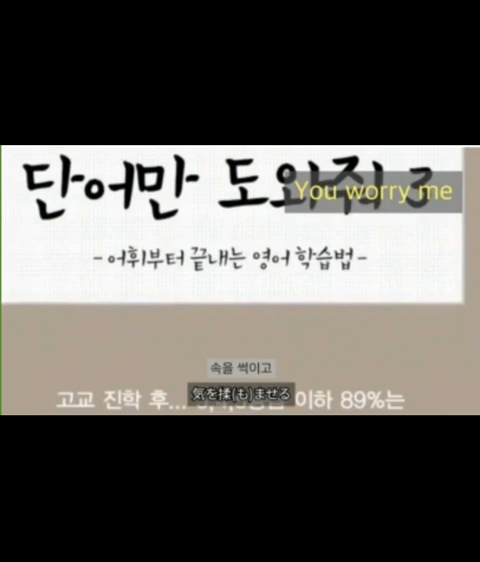 단어만 도와줘 3
You worry me
-어휘부터 끝내는 영어 학습법-
속을 썩이고
気を揉(も)ませる
고교 진학 후... 이하 89%는